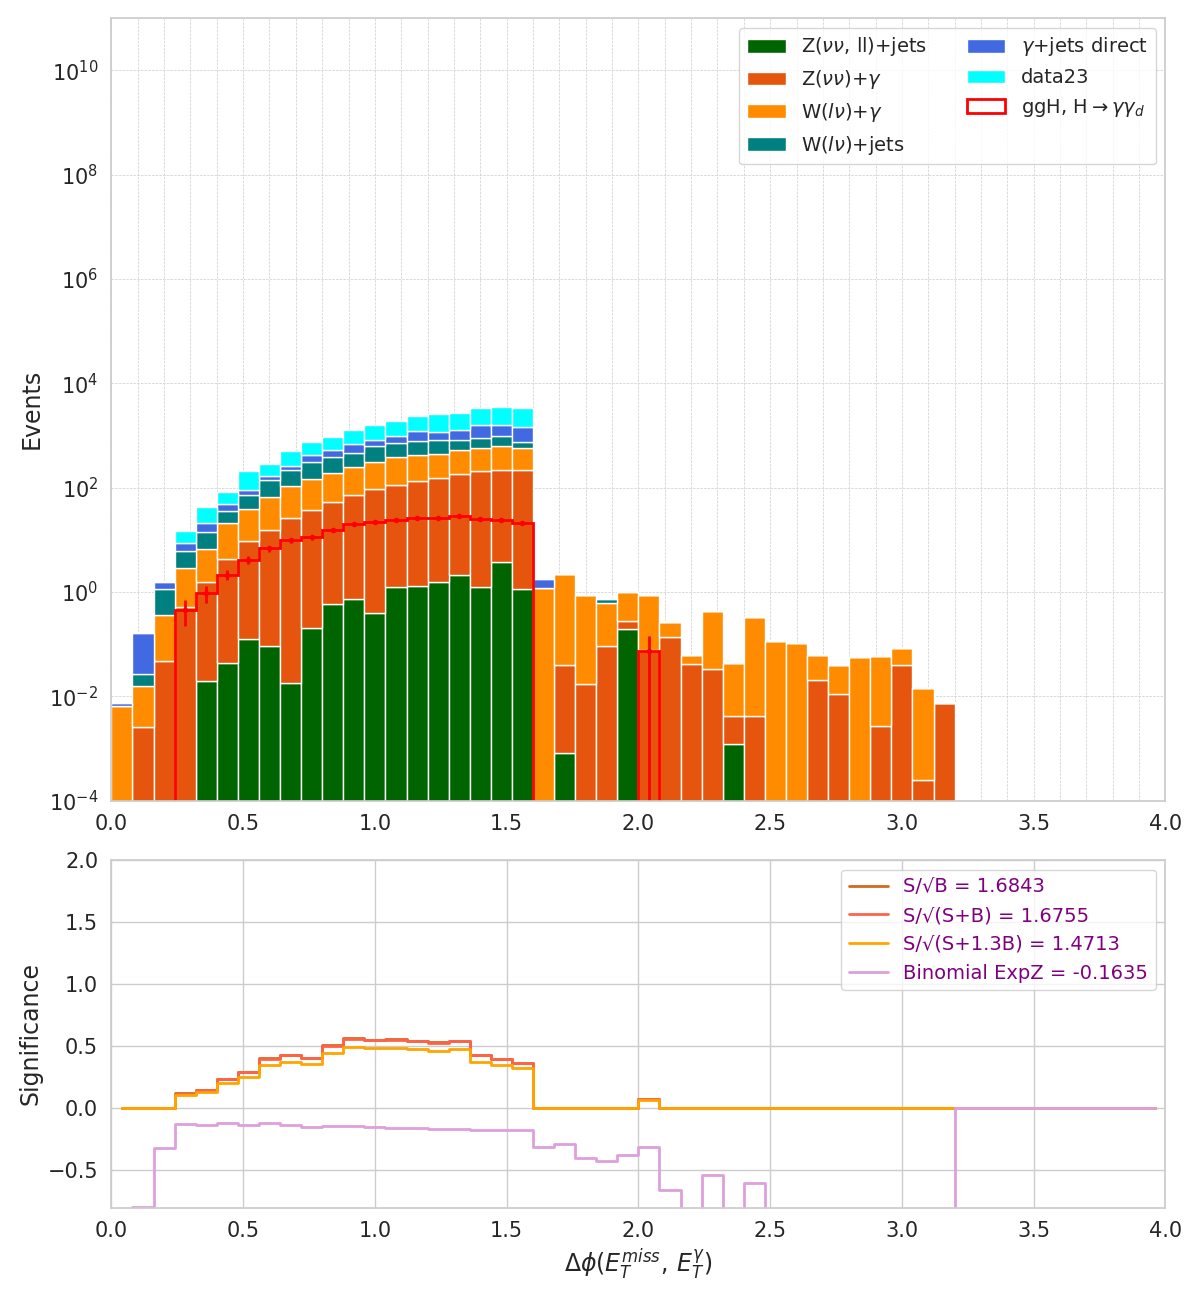 Z(νν, ll)+jets
Z(νν)+γ
W(lν)+γ
W(lν)+jets
γ+jets direct
data23
ggH, H→γγ_d
Events
10^10
10^8
10^6
10^4
10^2
10^0
10^−2
10^−4
0.0 0.5 1.0 1.5 2.0 2.5 3.0 3.5 4.0
S/√B = 1.6843
S/√(S+B) = 1.6755
S/√(S+1.3B) = 1.4713
Binomial ExpZ = -0.1635
Significance
2.0
1.5
1.0
0.5
0.0
−0.5
0.0 0.5 1.0 1.5 2.0 2.5 3.0 3.5 4.0
Δϕ(E_T^miss, E_T^γ)